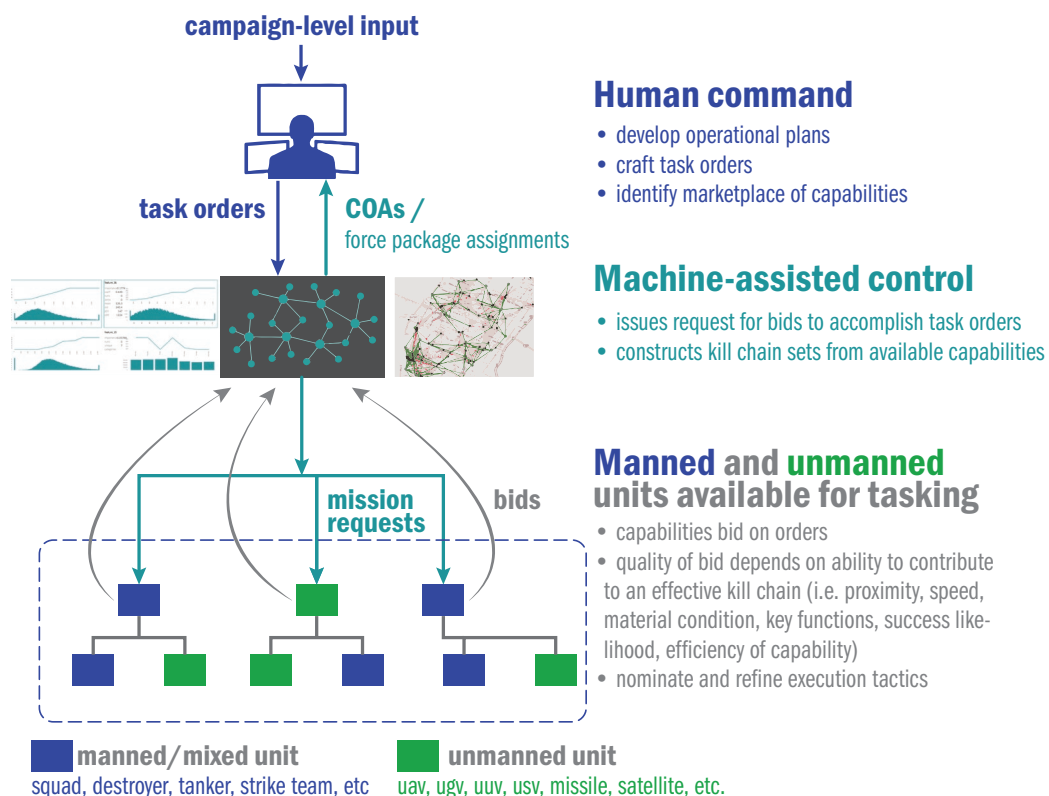 campaign-level input
Human command
• develop operational plans
• craft task orders
• identify marketplace of capabilities
task orders
COAs /
force package assignments
Machine-assisted control
• issues request for bids to accomplish task orders
• constructs kill chain sets from available capabilities
mission
requests
bids
Manned and unmanned
units available for tasking
• capabilities bid on orders
• quality of bid depends on ability to contribute
to an effective kill chain (i.e. proximity, speed,
material condition, key functions, success like-
lihood, efficiency of capability)
• nominate and refine execution tactics
manned/mixed unit
squad, destroyer, tanker, strike team, etc
unmanned unit
uav, ugv, uuv, usv, missile, satellite, etc.